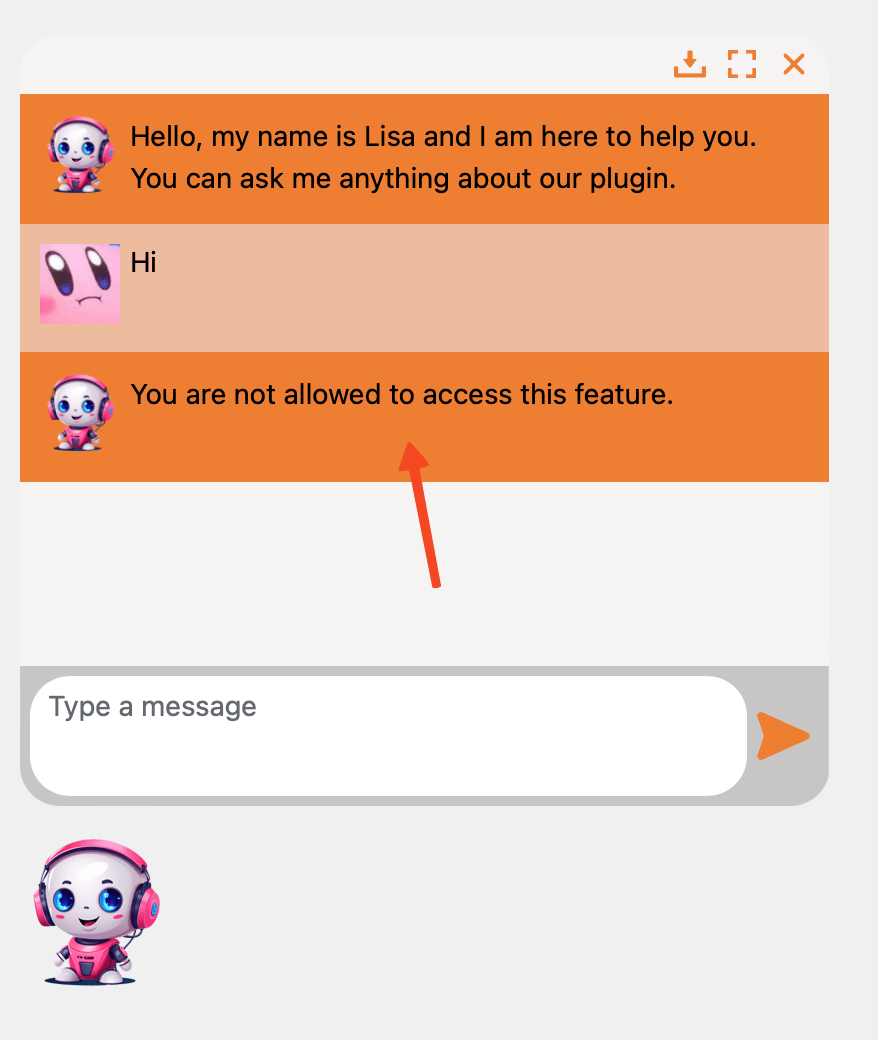 Hello, my name is Lisa and I am here to help you.
You can ask me anything about our plugin.
Hi
You are not allowed to access this feature.
Type a message